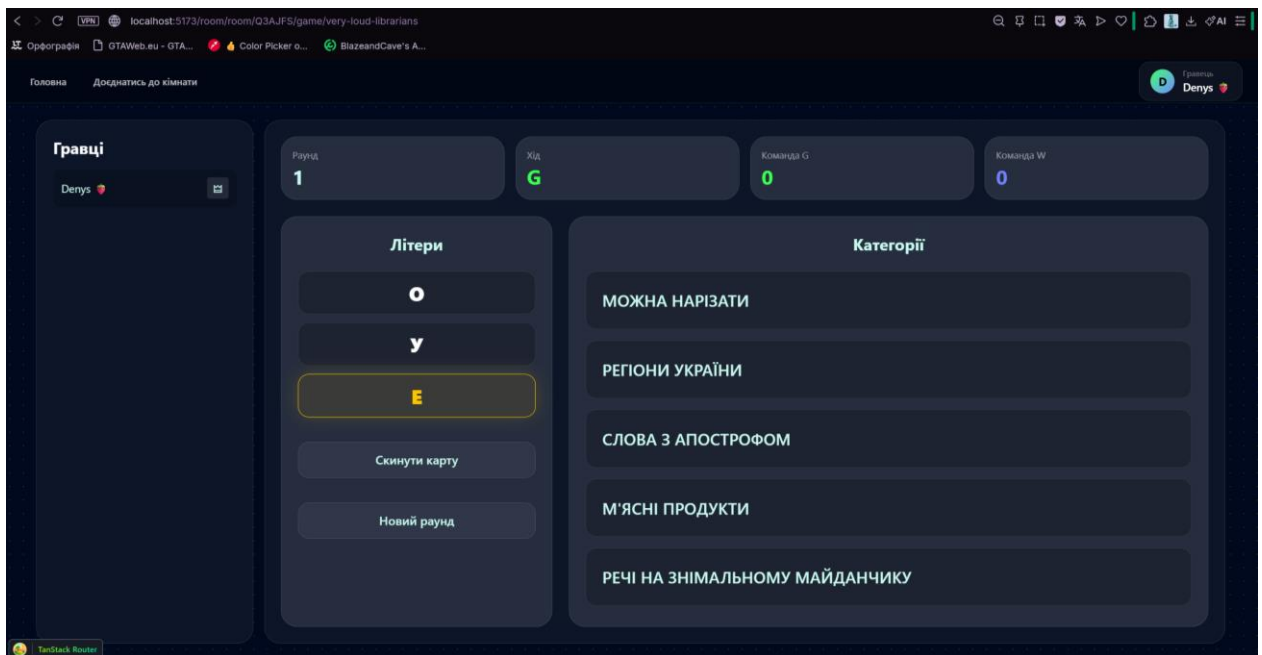 VPN localhost:5173/room/room/Q3AJFS/game/very-loud-librarians AI
Орфографія GTAWeb.eu - GTA... Color Picker o... BlazeandCave's A...
Головна Доєднатись до кімнати
D Гравець
Denys
Гравці
Denys
Раунд
1
Хід
G
Команда G
0
Команда W
0
Літери
О
У
Е
Скинути карту
Новий раунд
Категорії
МОЖНА НАРІЗАТИ
РЕГІОНИ УКРАЇНИ
СЛОВА З АПОСТРОФОМ
М'ЯСНІ ПРОДУКТИ
РЕЧІ НА ЗНІМАЛЬНОМУ МАЙДАНЧИКУ
TanStack Router